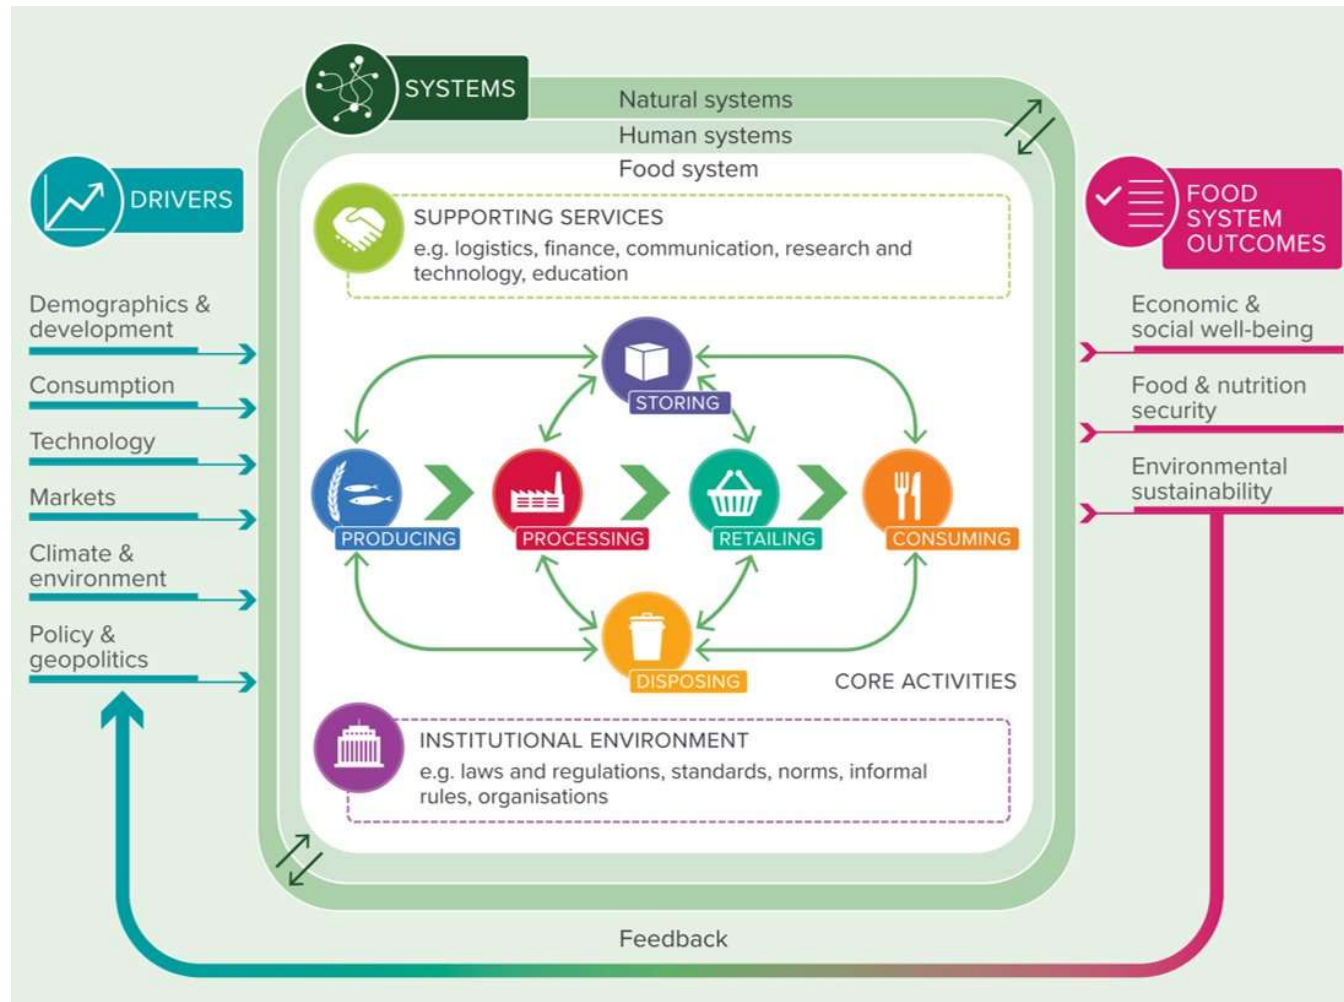 SYSTEMS
Natural systems
Human systems
Food system
DRIVERS
Demographics &
development
Consumption
Technology
Markets
Climate &
environment
Policy &
geopolitics
SUPPORTING SERVICES
e.g. logistics, finance, communication, research and
technology, education
STORING
PRODUCING
PROCESSING
RETAILING
CONSUMING
DISPOSING
CORE ACTIVITIES
INSTITUTIONAL ENVIRONMENT
e.g. laws and regulations, standards, norms, informal
rules, organisations
FOOD
SYSTEM
OUTCOMES
Economic &
social well-being
Food & nutrition
security
Environmental
sustainability
Feedback